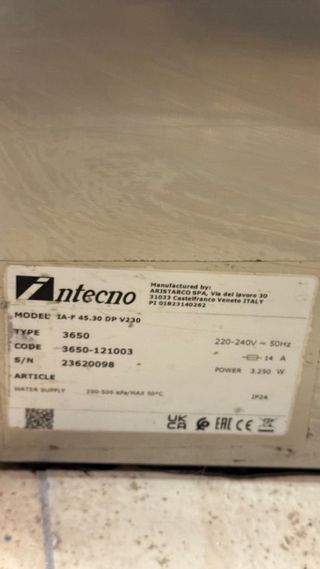 intecno
Manufactured by:
ARISTARCO SPA, Via del lavoro 30
31033 Castelfranco Veneto ITALY
PI 01823140262
MODEL IA-F 45.30 DP V230
TYPE 3650
CODE 3650-121003
S/N 23620098
ARTICLE
WATER SUPPLY 200-500 kPa/MAX 50°C
220-240V ~ 50Hz
14 A
POWER 3.250 W
IP24
UK CA EAC CE